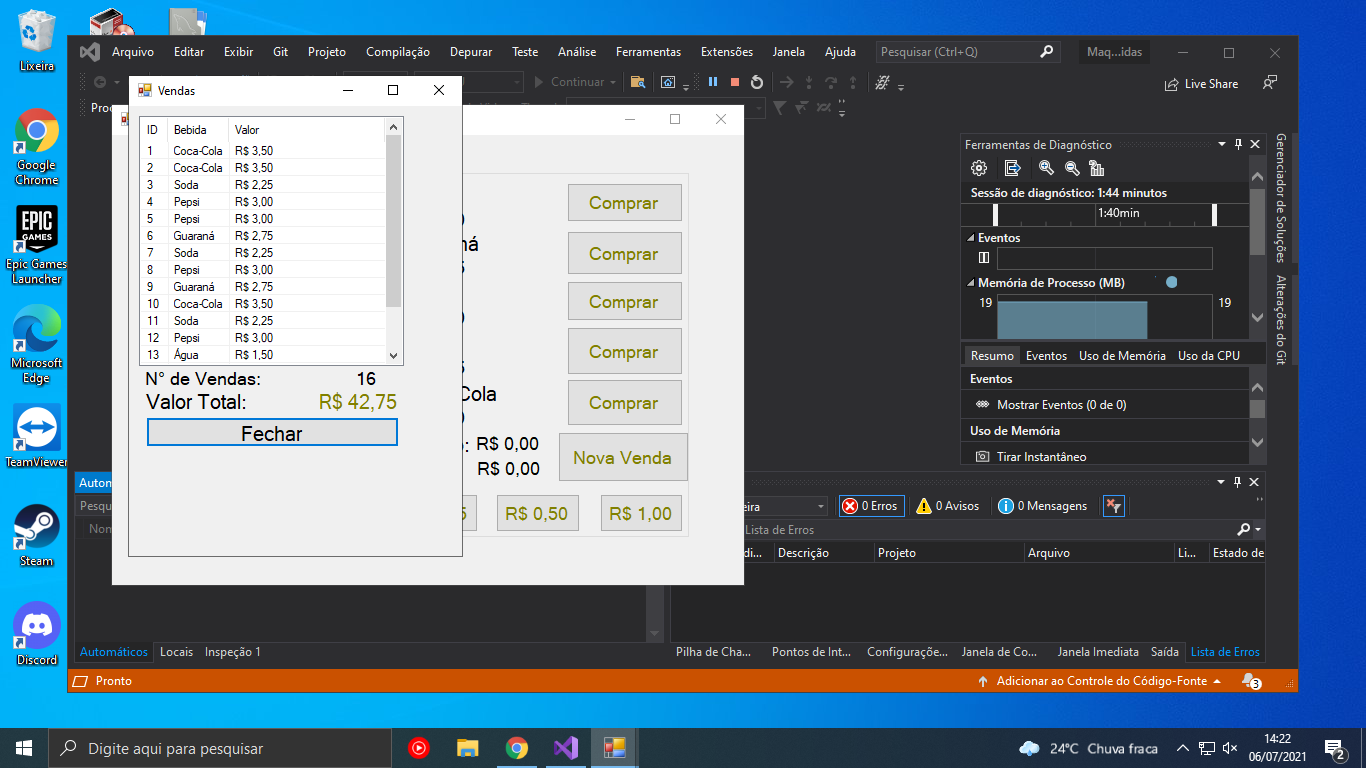 Lixeira
Google
Chrome
EPIC
GAMES
Epic Games
Launcher
Microsoft
Edge
TeamViewer
Steam
Discord
Arquivo Editar Exibir Git Projeto Compilação Depurar Teste Análise Ferramentas Extensões Janela Ajuda Pesquisar (Ctrl+Q) Maq...idas
Continuar
Live Share
Proc
Vendas
ID Bebida Valor
1 Coca-Cola R$ 3,50
2 Coca-Cola R$ 3,50
3 Soda R$ 2,25
4 Pepsi R$ 3,00
5 Pepsi R$ 3,00
6 Guaraná R$ 2,75
7 Soda R$ 2,25
8 Pepsi R$ 3,00
9 Guaraná R$ 2,75
10 Coca-Cola R$ 3,50
11 Soda R$ 2,25
12 Pepsi R$ 3,00
13 Água R$ 1,50
N° de Vendas: 16
Valor Total: R$ 42,75
Fechar
Comprar
ná Comprar
Comprar
Comprar
Cola Comprar
o: R$ 0,00
R$ 0,00
Nova Venda
5 R$ 0,50 R$ 1,00
Ferramentas de Diagnóstico
Sessão de diagnóstico: 1:44 minutos
1:40min
Eventos
Memória de Processo (MB)
19 19
Resumo Eventos Uso de Memória Uso da CPU
Eventos
Mostrar Eventos (0 de 0)
Uso de Memória
Tirar Instantâneo
Gerenciador de Soluções
Alterações do Git
Autom
Pesqu
Nom
eira 0 Erros 0 Avisos 0 Mensagens
Lista de Erros
di... Descrição Projeto Arquivo Li... Estado de
Automáticos Locais Inspeção 1
Pilha de Cha... Pontos de Int... Configuraçõe... Janela de Co... Janela Imediata Saída Lista de Erros
Pronto
Adicionar ao Controle do Código-Fonte 3
Digite aqui para pesquisar
24°C Chuva fraca
14:22
06/07/2021
2